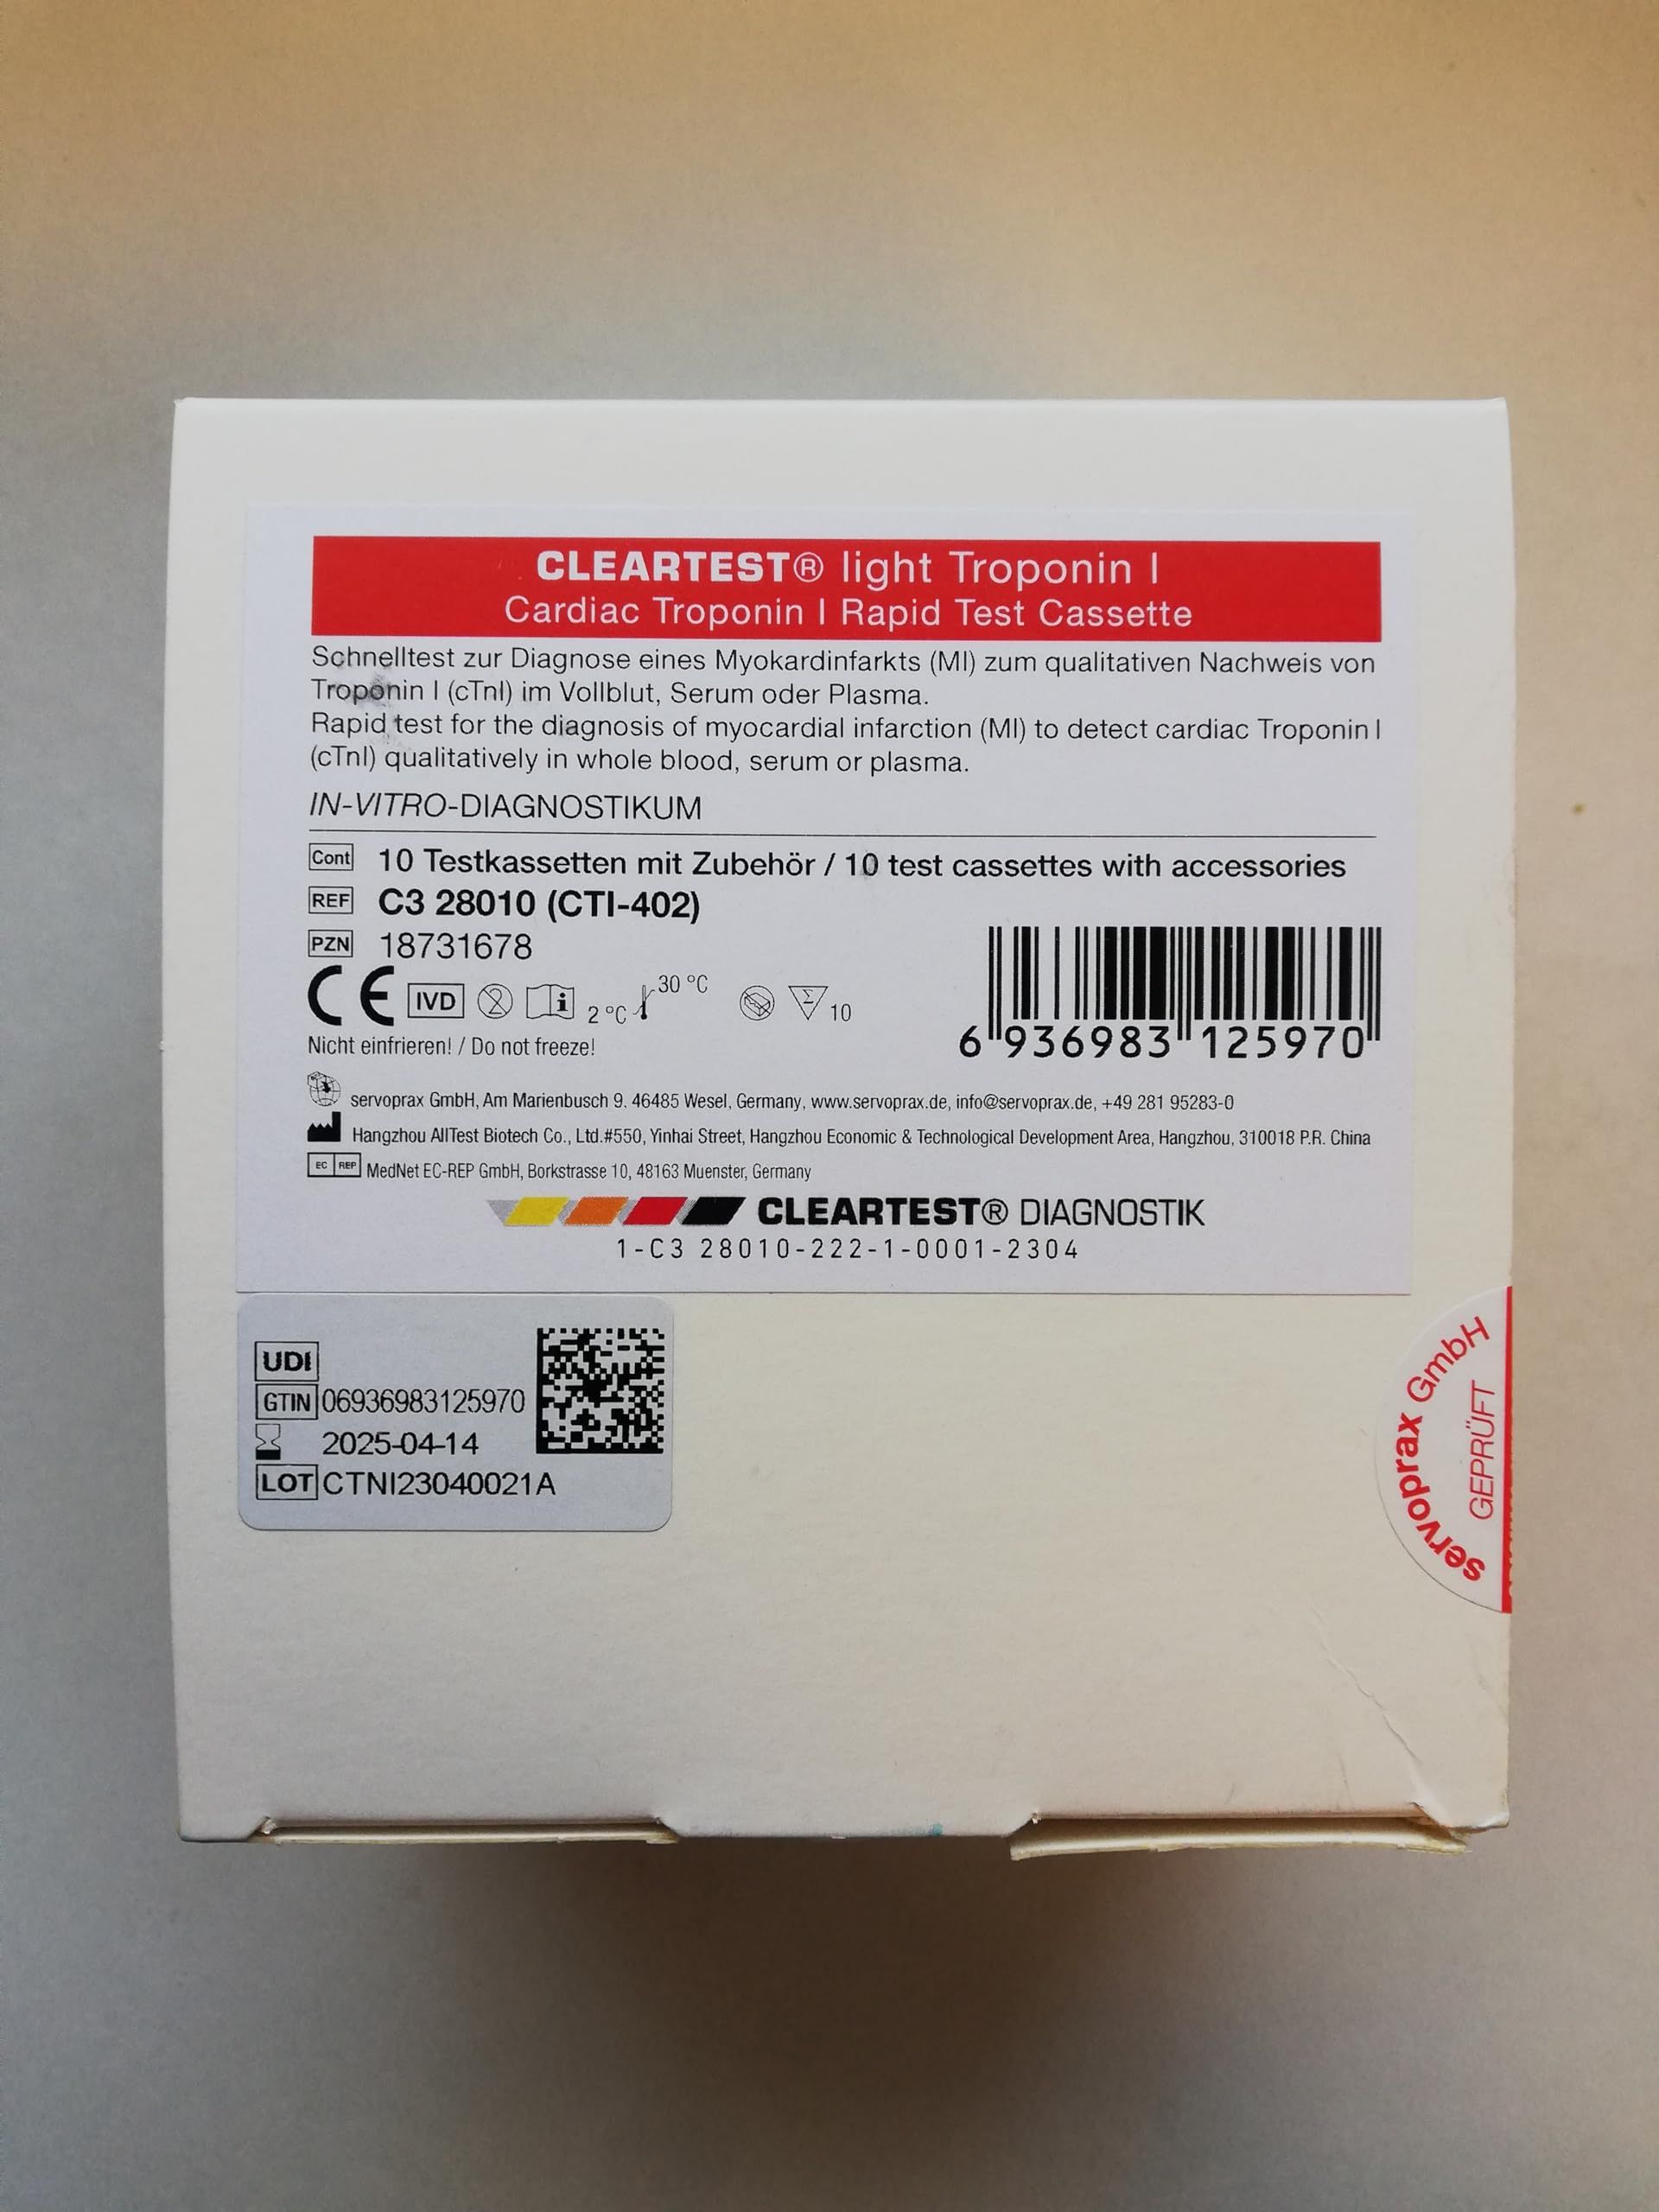 CLEARTEST® light Troponin I
Cardiac Troponin I Rapid Test Cassette
Schnelltest zur Diagnose eines Myokardinfarkts (MI) zum qualitativen Nachweis von
Troponin I (cTnI) im Vollblut, Serum oder Plasma.
Rapid test for the diagnosis of myocardial infarction (MI) to detect cardiac Troponin I
(cTnI) qualitatively in whole blood, serum or plasma.
IN-VITRO-DIAGNOSTIKUM
Cont 10 Testkassetten mit Zubehör / 10 test cassettes with accessories
REF C3 28010 (CTI-402)
PZN 18731678
CE IVD 2 i 2 °C 30 °C Σ 10
Nicht einfrieren! / Do not freeze!
6 936983 125970
servoprax GmbH, Am Marienbusch 9. 46485 Wesel, Germany, www.servoprax.de, info@servoprax.de, +49 281 95283-0
Hangzhou AllTest Biotech Co., Ltd.#550, Yinhai Street, Hangzhou Economic & Technological Development Area, Hangzhou, 310018 P.R. China
EC REP MedNet EC-REP GmbH, Borkstrasse 10, 48163 Muenster, Germany
CLEARTEST® DIAGNOSTIK
1-C3 28010-222-1-0001-2304
UDI
GTIN 06936983125970
2025-04-14
LOT CTNI23040021A
servoprax GmbH
GEPRÜFT